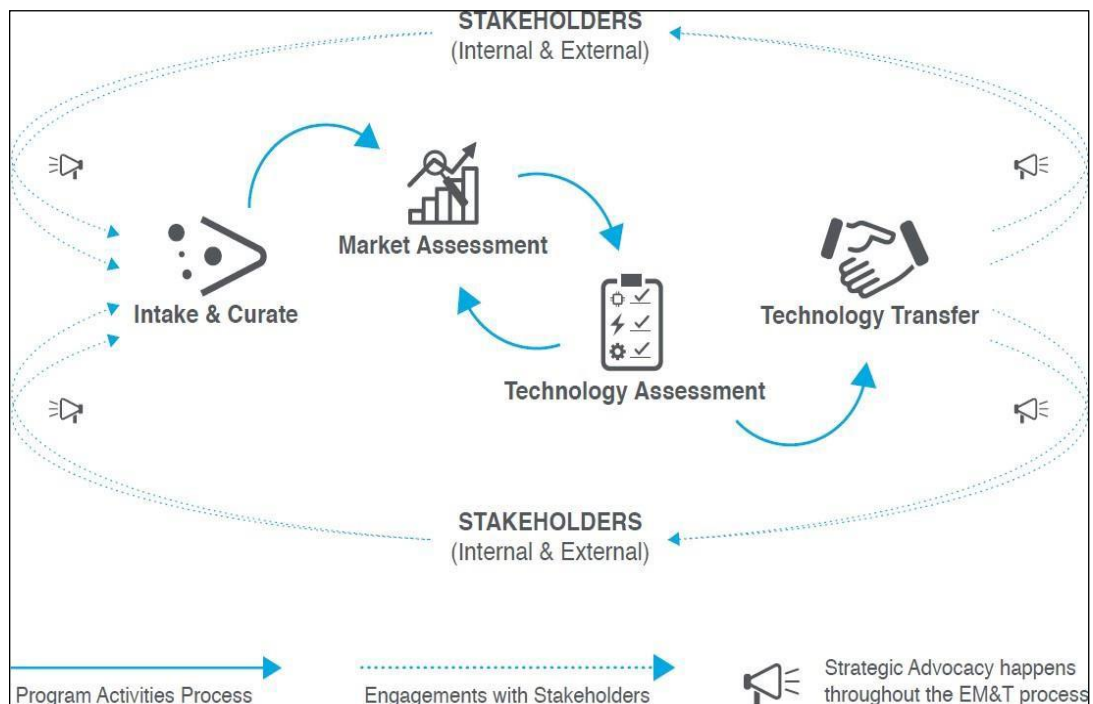 STAKEHOLDERS
(Internal & External)
Market Assessment
Intake & Curate
Technology Transfer
Technology Assessment
STAKEHOLDERS
(Internal & External)
Program Activities Process
Engagements with Stakeholders
Strategic Advocacy happens
throughout the EM&T process